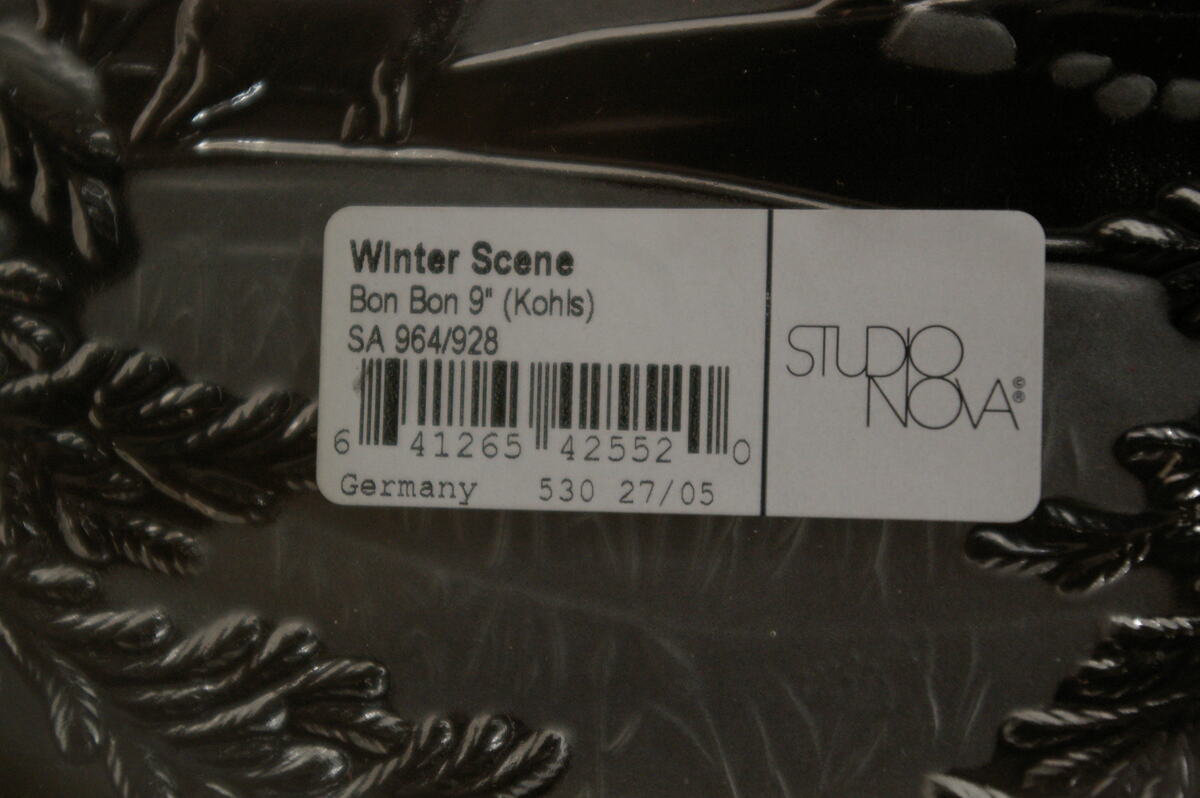 Winter Scene
Bon Bon 9" (Kohls)
SA 964/928
6 41265 42552 0
Germany 530 27/05
STUDIO
NOVA©®